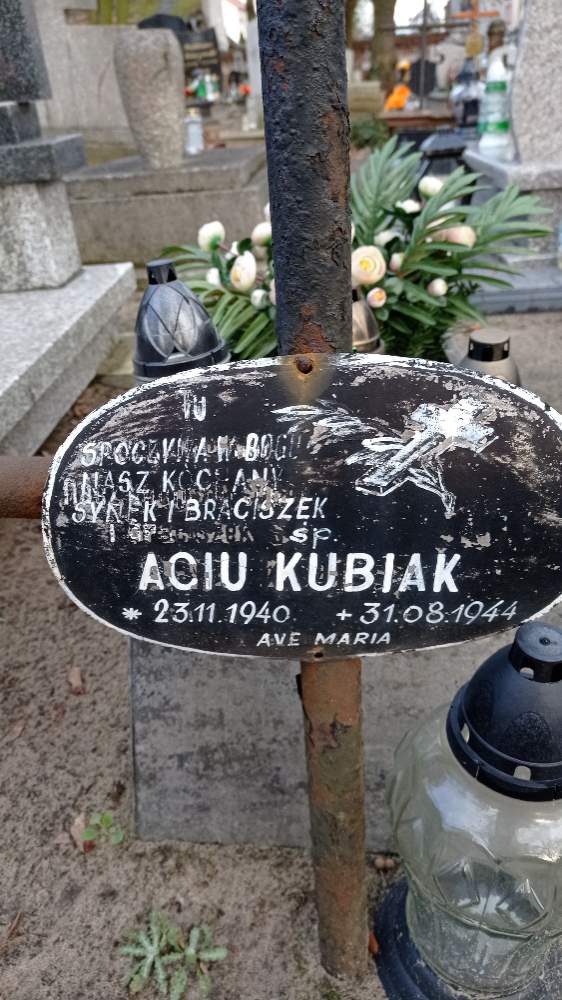 TU
SPOCZYWA W BOGU
NASZ KOCHANY
SYNEK I BRACISZEK
I
ŚP.
ACIU KUBIAK
* 23.11.1940. + 31.08.1944
AVE MARIA